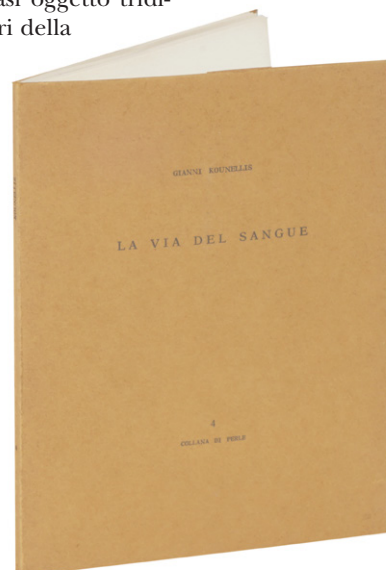 asi oggetto tridi-
ri della
GIANNI KOUNELLIS
LA VIA DEL SANGUE
4
COLLANA DI PERLE